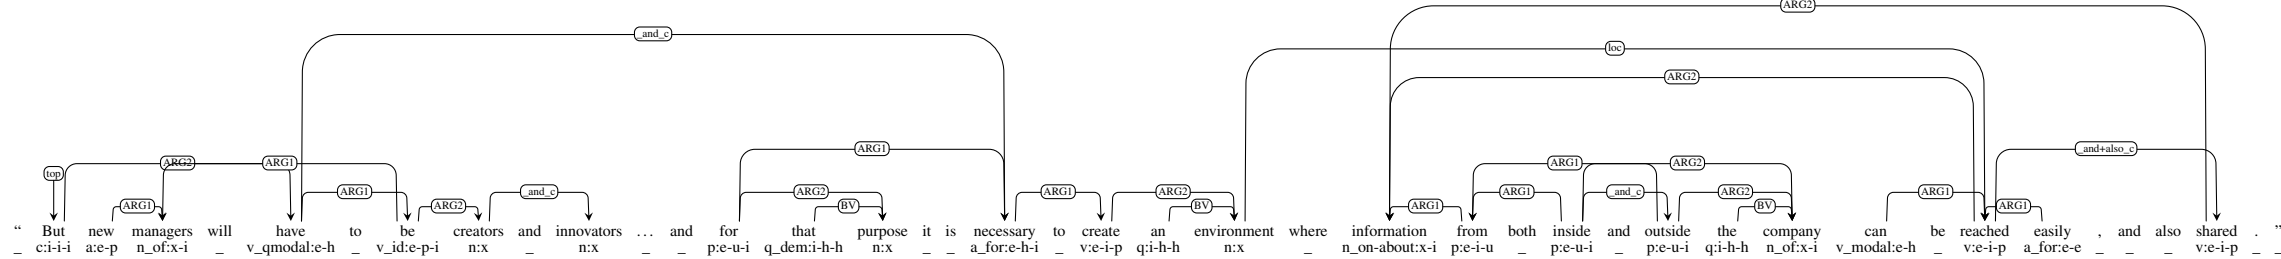 ARG2
_and_c
loc
ARG2
ARG1 _and+also_c
top ARG2 ARG1 ARG1 ARG2
ARG1 _and_c ARG2 ARG1 ARG2 ARG1 _and_c ARG2 ARG1
ARG1 ARG2 BV BV ARG1 BV ARG1
“ But new managers will have to be creators and innovators … and for that purpose it is necessary to create an environment where information from both inside and outside the company can be reached easily , and also shared . ”
_ c:i-i-i a:e-p n_of:x-i _ v_qmodal:e-h _ v_id:e-p-i n:x _ n:x _ _ p:e-u-i q_dem:i-h-h n:x _ _ a_for:e-h-i _ v:e-i-p q:i-h-h n:x _ n_on-about:x-i p:e-i-u _ p:e-u-i _ p:e-u-i q:i-h-h n_of:x-i v_modal:e-h _ v:e-i-p a_for:e-e _ _ _ v:e-i-p _ _